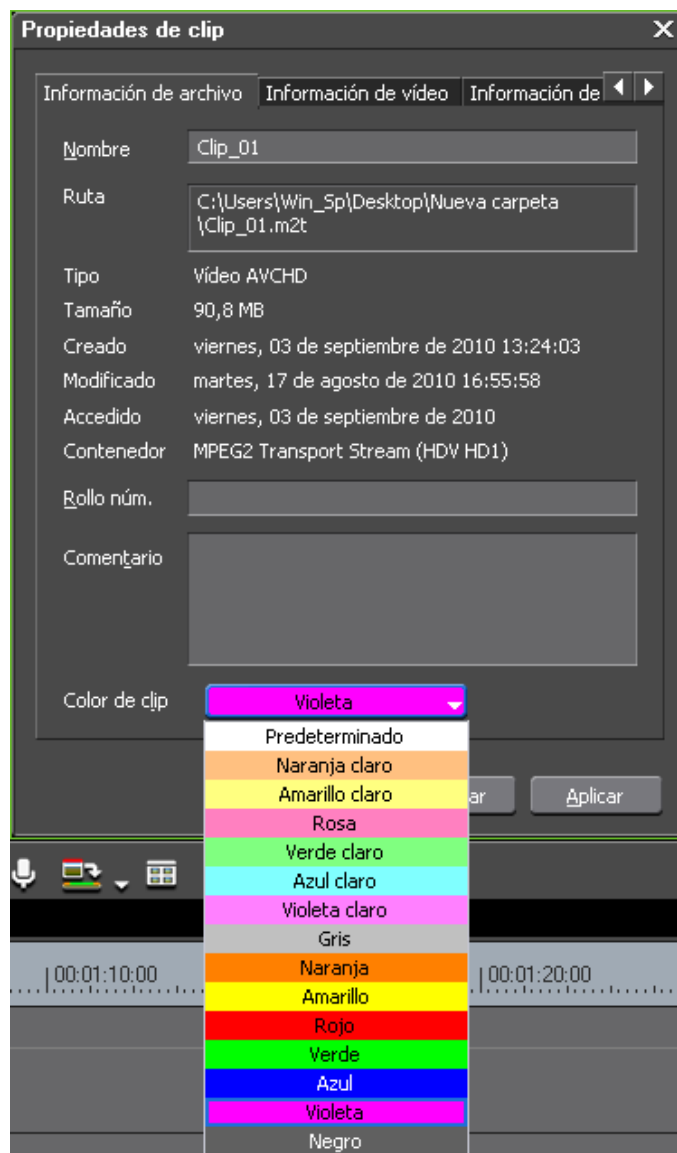 Propiedades de clip
Información de archivo
Información de vídeo
Información de
Nombre
Clip_01
Ruta
C:\Users\Win_Sp\Desktop\Nueva carpeta
\Clip_01.m2t
Tipo Vídeo AVCHD
Tamaño 90,8 MB
Creado viernes, 03 de septiembre de 2010 13:24:03
Modificado martes, 17 de agosto de 2010 16:55:58
Accedido viernes, 03 de septiembre de 2010
Contenedor MPEG2 Transport Stream (HDV HD1)
Rollo núm.
Comentario
Color de clip Violeta
Predeterminado
Naranja claro
Amarillo claro
ar
Aplicar
Rosa
Verde claro
Azul claro
Violeta claro
Gris
00:01:10:00
Naranja
00:01:20:00
Amarillo
Rojo
Verde
Azul
Violeta
Negro